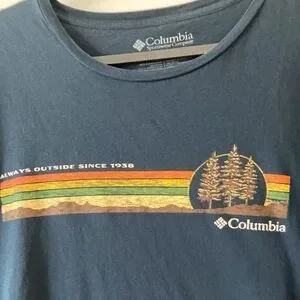 Columbia
Sportswear Company
ALWAYS OUTSIDE SINCE 1938
Columbia